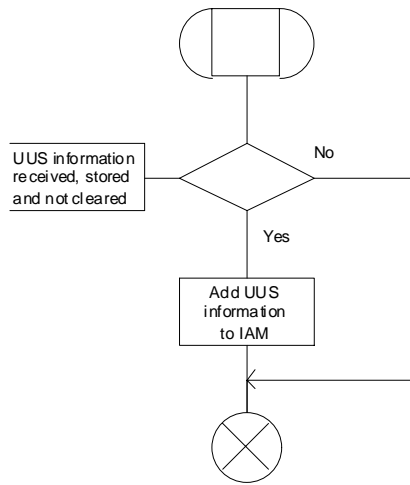 UUS information
received, stored
and not cleared
No
Yes
Add UUS
information
to IAM